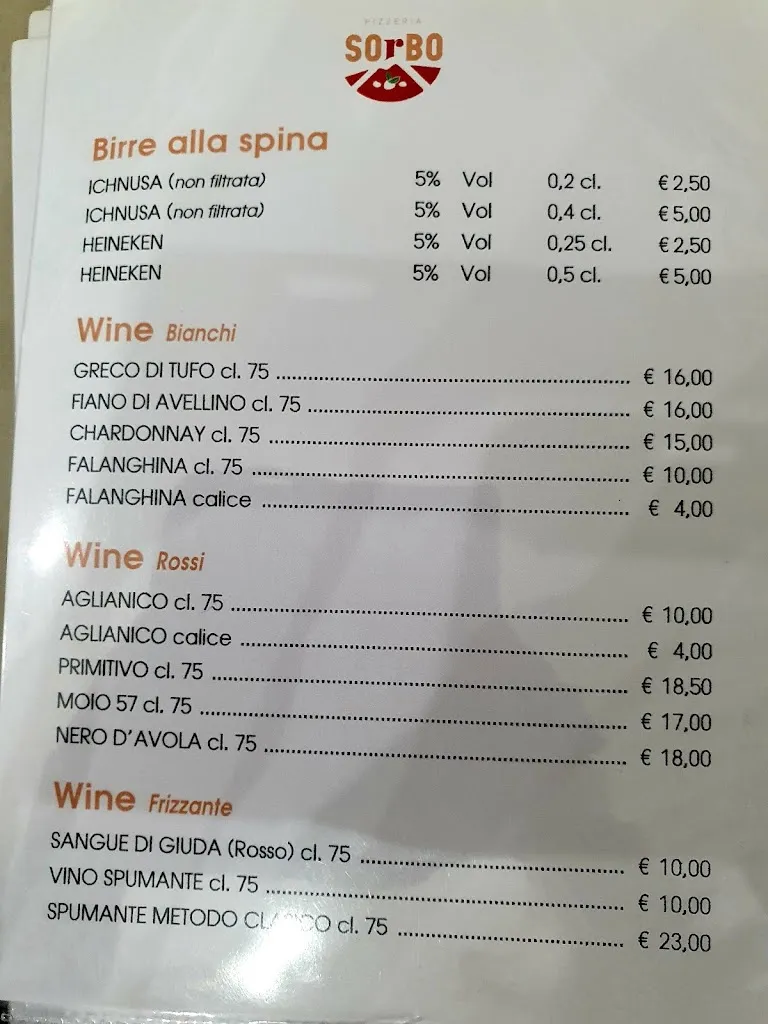 PIZZERIA
SOrBO
Birre alla spina
ICHNUSA (non filtrata) 5% Vol 0,2 cl. € 2,50
ICHNUSA (non filtrata) 5% Vol 0,4 cl. € 5,00
HEINEKEN 5% Vol 0,25 cl. € 2,50
HEINEKEN 5% Vol 0,5 cl. € 5,00
Wine Bianchi
GRECO DI TUFO cl. 75 ........ € 16,00
FIANO DI AVELLINO cl. 75 ........ € 16,00
CHARDONNAY cl. 75 ........ € 15,00
FALANGHINA cl. 75 ........ € 10,00
FALANGHINA calice ........ € 4,00
Wine Rossi
AGLIANICO cl. 75 ........ € 10,00
AGLIANICO calice ........ € 4,00
PRIMITIVO cl. 75 ........ € 18,50
MOIO 57 cl. 75 ........ € 17,00
NERO D'AVOLA cl. 75 ........ € 18,00
Wine Frizzante
SANGUE DI GIUDA (Rosso) cl. 75 ........ € 10,00
VINO SPUMANTE cl. 75 ........ € 10,00
SPUMANTE METODO cl. 75 ........ € 23,00